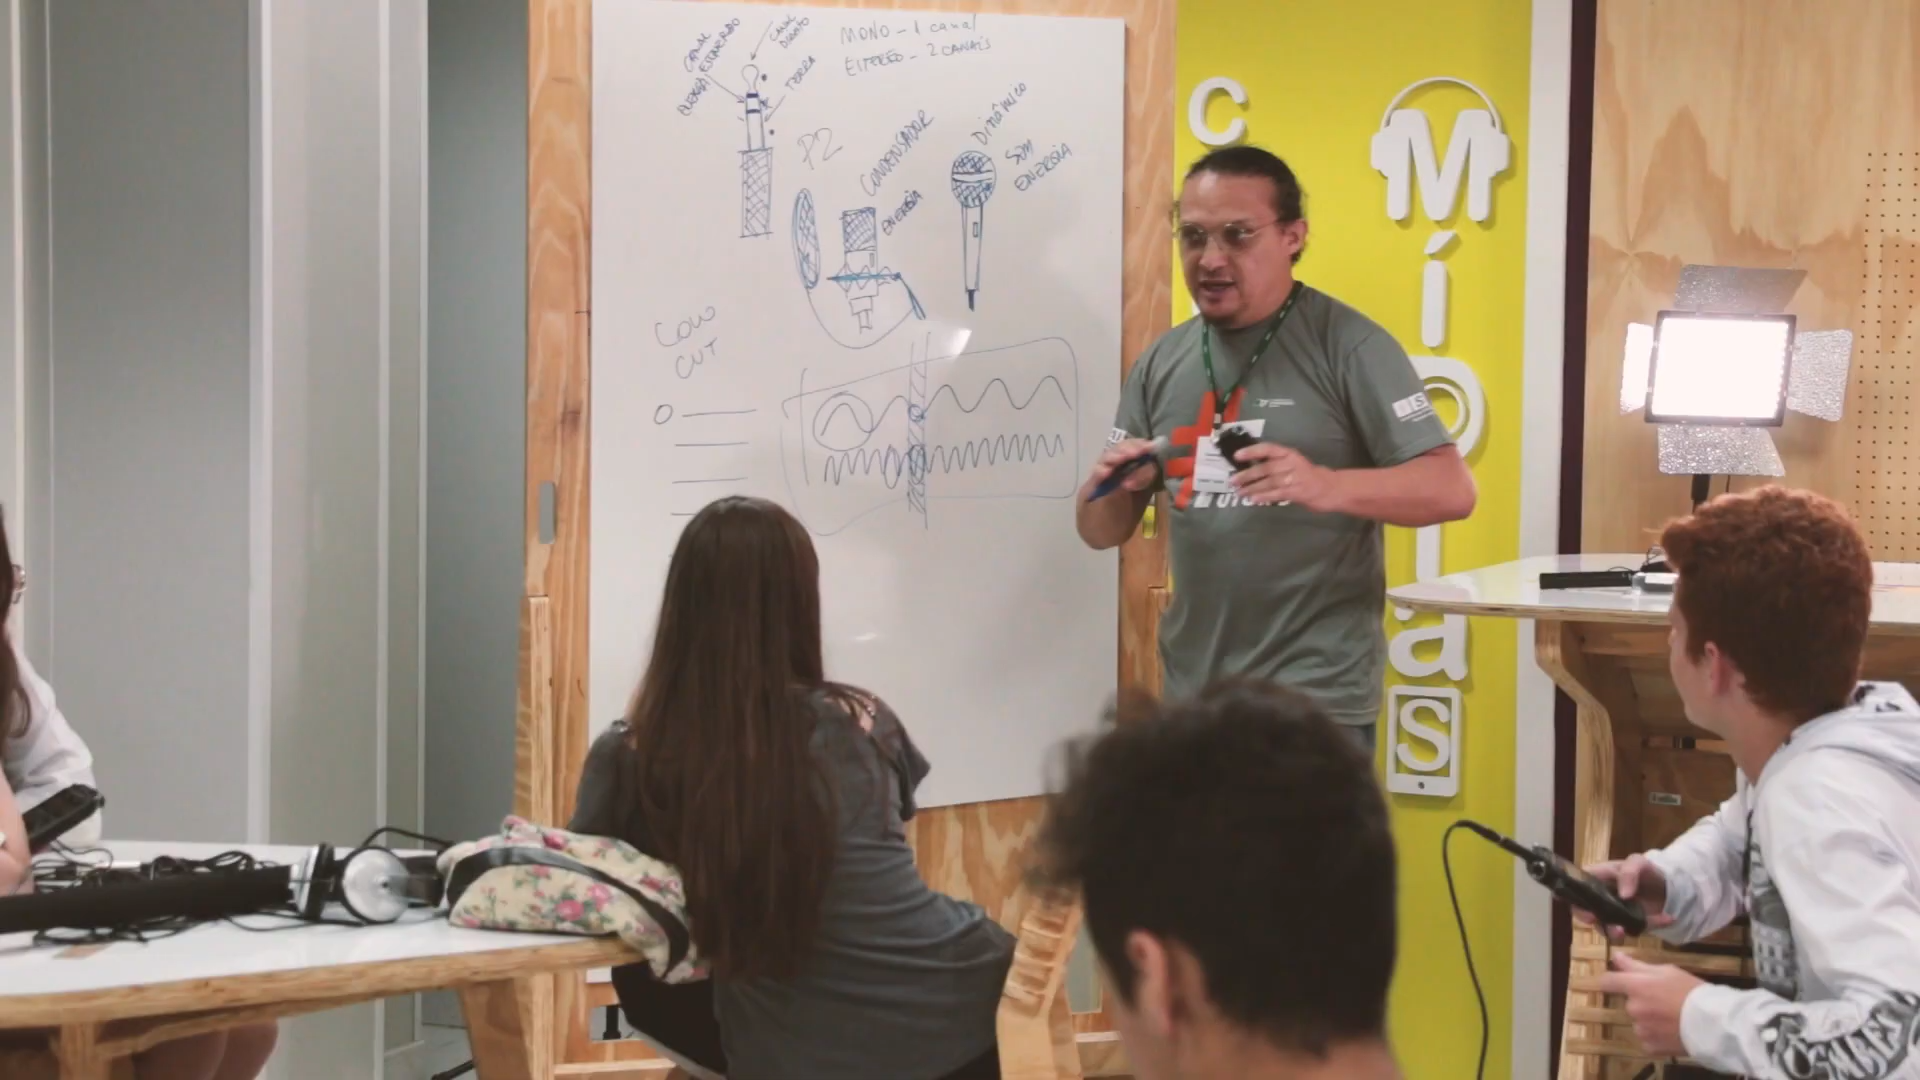 MONO - 1 canal
ESTÉREO - 2 CANAIS
CANAL
ESQUERDO
CANAL
DIREITO
TERRA
P2
CONDENSADOR
ENERGIA
Dinâmico
SEM
ENERGIA
LOW
CUT
C
Mídias